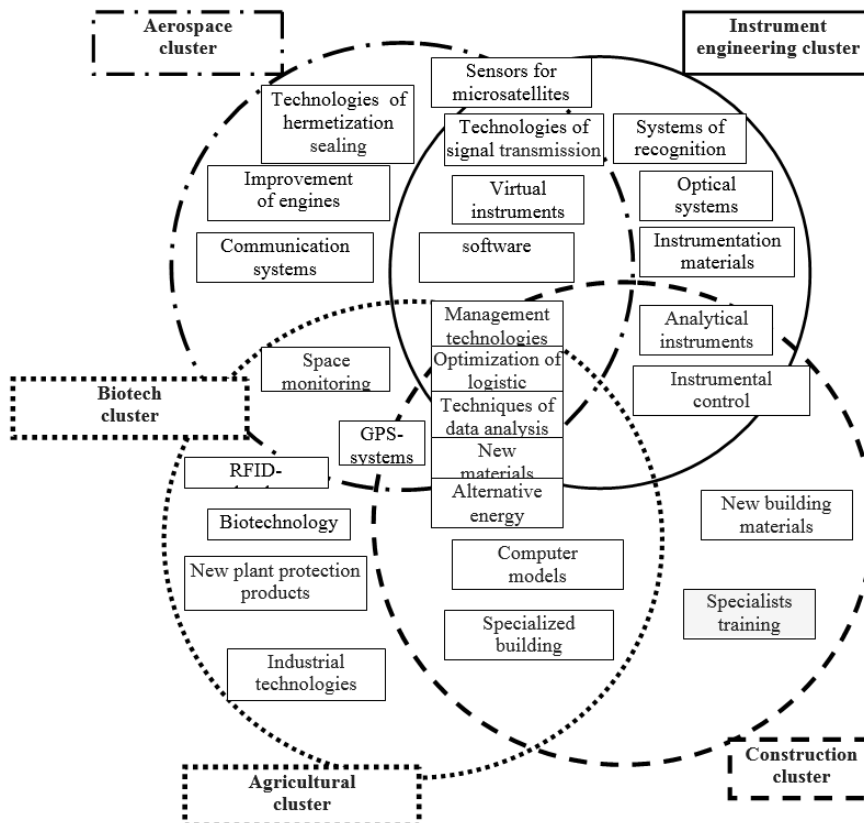 Aerospace
cluster
Instrument
engineering cluster
Sensors for
microsatellites
Technologies of
hermetization
sealing
Technologies of
signal transmission
Systems of
recognition
Improvement
of engines
Virtual
instruments
Optical
systems
Communication
systems
software
Instrumentation
materials
Management
technologies
Analytical
instruments
Space
monitoring
Optimization of
logistic
Instrumental
control
Biotech
cluster
Techniques of
data analysis
GPS-
systems
New
materials
RFID-
Alternative
energy
New building
materials
Biotechnology
Computer
models
New plant protection
products
Specialists
training
Specialized
building
Industrial
technologies
Agricultural
cluster
Construction
cluster